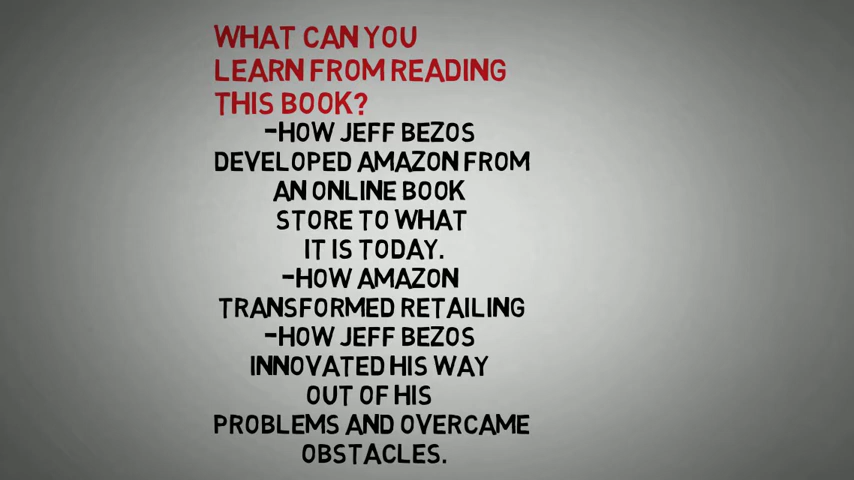 WHAT CAN YOU
LEARN FROM READING
THIS BOOK?
-HOW JEFF BEZOS
DEVELOPED AMAZON FROM
AN ONLINE BOOK
STORE TO WHAT
IT IS TODAY.
-HOW AMAZON
TRANSFORMED RETAILING
-HOW JEFF BEZOS
INNOVATED HIS WAY
OUT OF HIS
PROBLEMS AND OVERCAME
OBSTACLES.